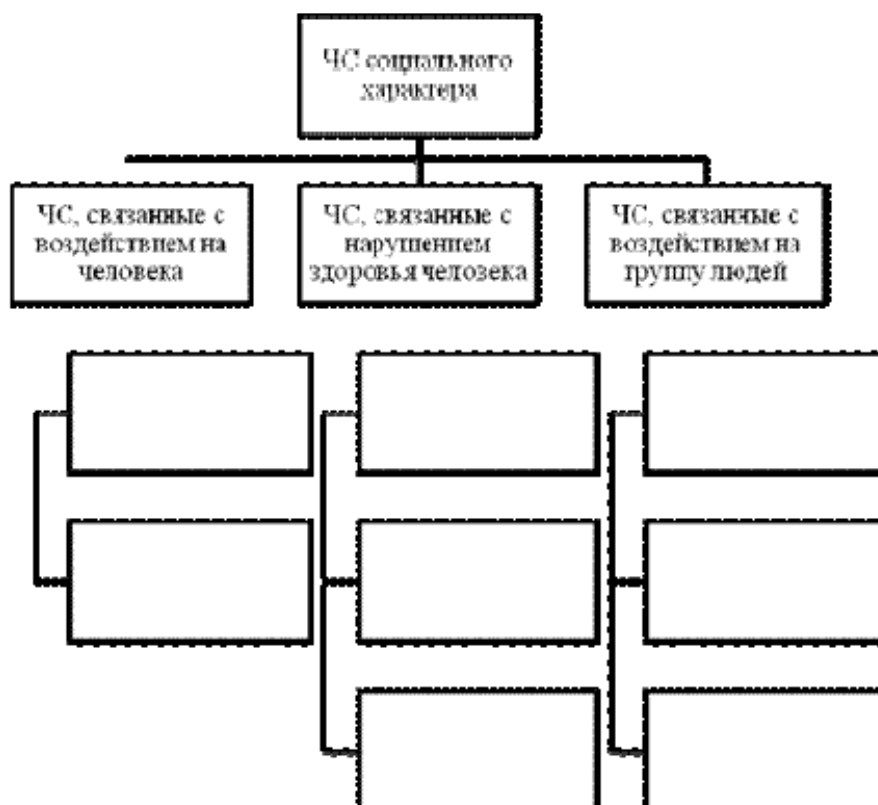 ЧС социального
характера
ЧС, связанные с
воздействием на
человека
ЧС, связанные с
нарушением
здоровья человека
ЧС, связанные с
воздействием на
группу людей